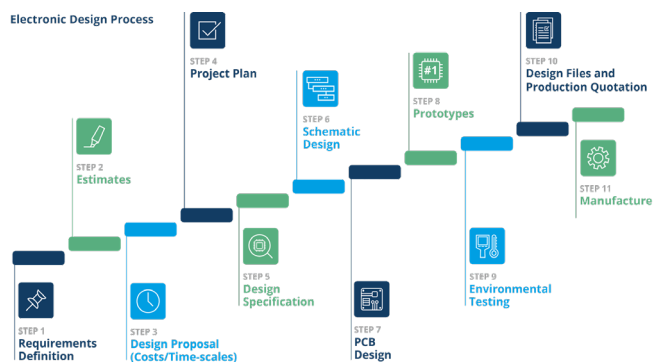 Electronic Design Process
STEP 1
Requirements
Definition
STEP 2
Estimates
STEP 3
Design Proposal
(Costs/Time-scales)
STEP 4
Project Plan
STEP 5
Design
Specification
STEP 6
Schematic
Design
STEP 7
PCB
Design
#1
STEP 8
Prototypes
STEP 9
Environmental
Testing
STEP 10
Design Files and
Production Quotation
STEP 11
Manufacture